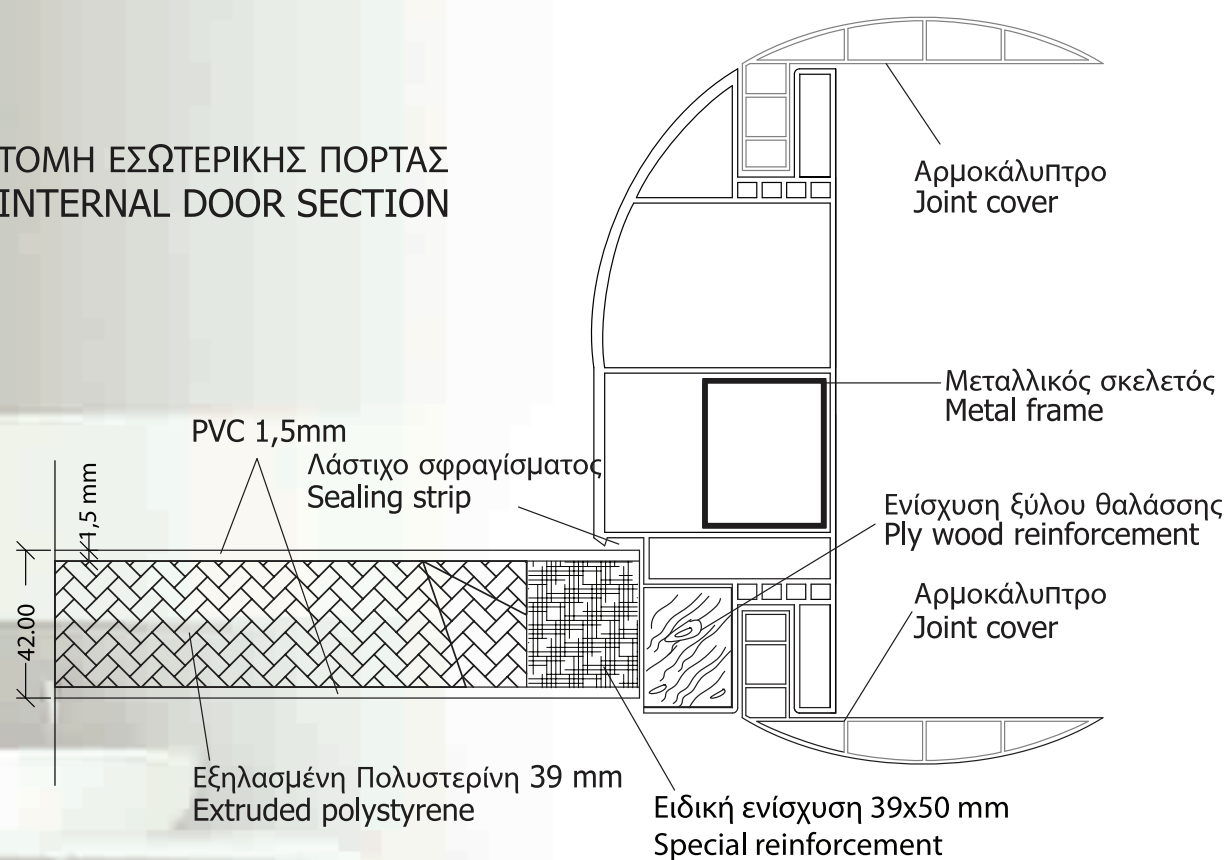 ΤΟΜΗ ΕΣΩΤΕΡΙΚΗΣ ΠΟΡΤΑΣ
INTERNAL DOOR SECTION
Αρμοκάλυπτρο
Joint cover
Μεταλλικός σκελετός
Metal frame
PVC 1,5mm
Λάστιχο σφραγίσματος
Sealing strip
1,5 mm
Ενίσχυση ξύλου θαλάσσης
Ply wood reinforcement
42.00
Αρμοκάλυπτρο
Joint cover
Εξηλασμένη Πολυστερίνη 39 mm
Extruded polystyrene
Ειδική ενίσχυση 39x50 mm
Special reinforcement